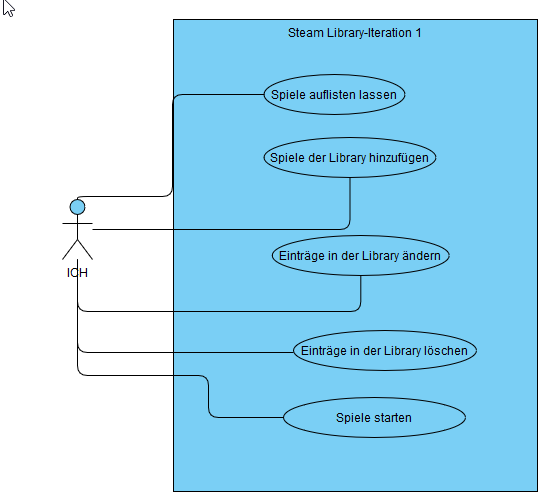 Steam Library-Iteration 1
Spiele auflisten lassen
Spiele der Library hinzufügen
Einträge in der Library ändern
ICH
Einträge in der Library löschen
Spiele starten